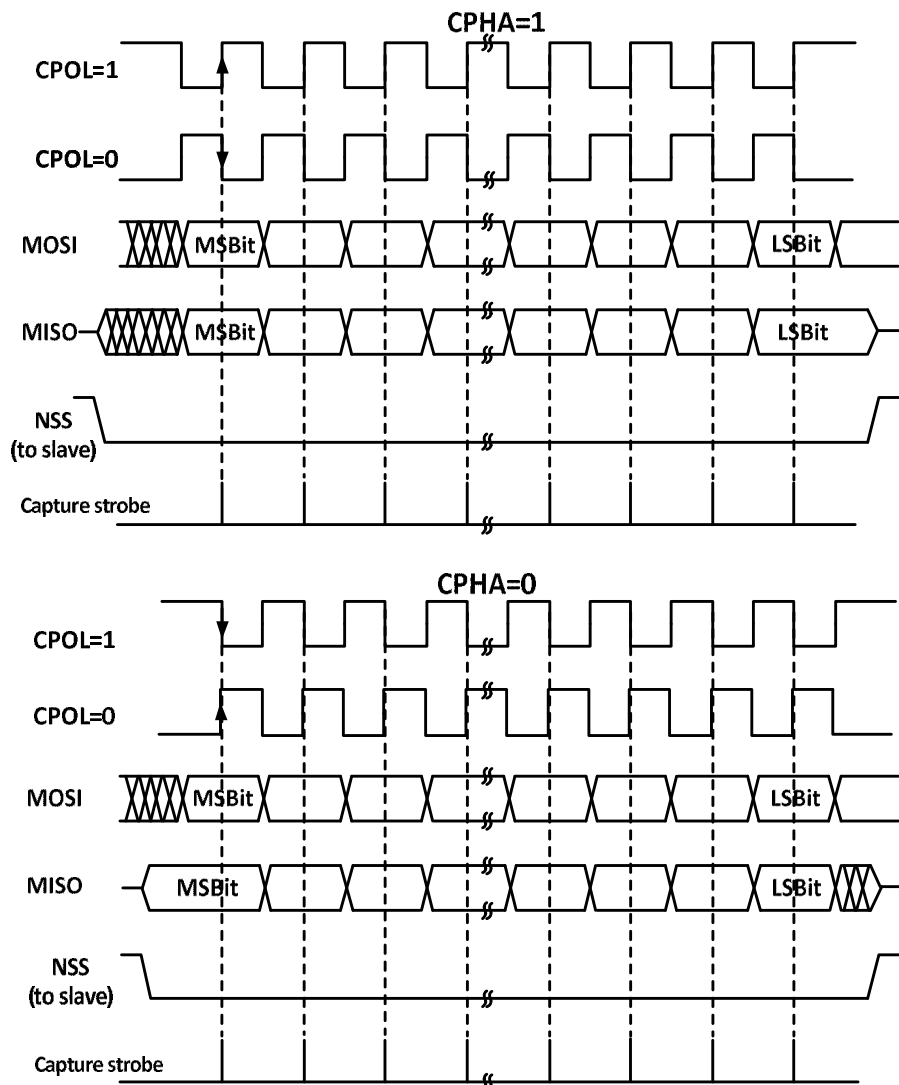 CPHA=1
CPOL=1
CPOL=0
MOSI MSBit LSBit
MISO MSBit LSBit
NSS
(to slave)
Capture strobe
CPHA=0
CPOL=1
CPOL=0
MOSI MSBit LSBit
MISO MSBit LSBit
NSS
(to slave)
Capture strobe